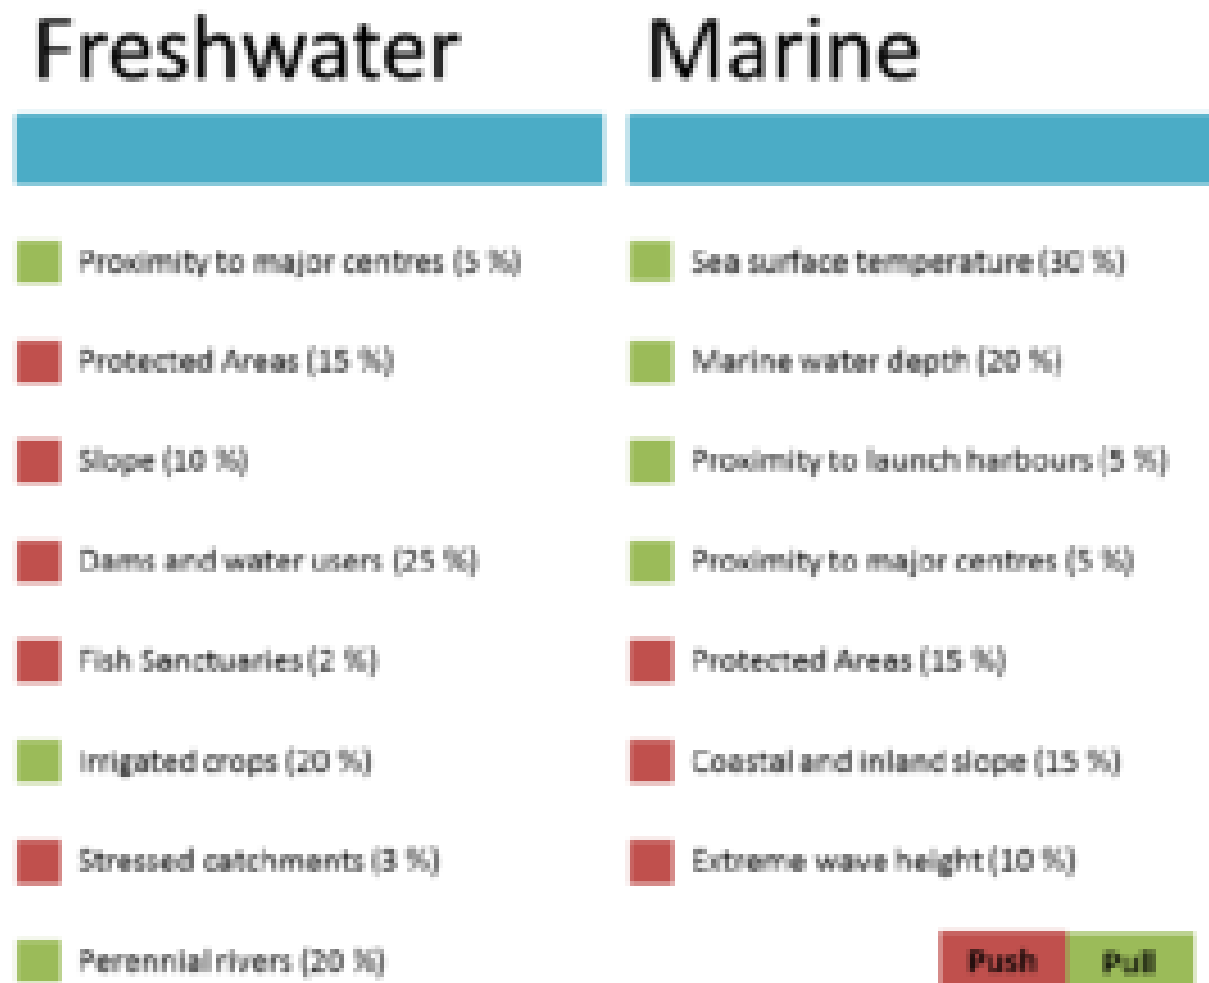 Freshwater
Proximity to major centres (5 %)
Protected Areas (15 %)
Slope (10 %)
Dams and water users (25 %)
Fish Sanctuaries (2 %)
Irrigated crops (20 %)
Stressed catchments (3 %)
Perennial rivers (20 %)
Marine
Sea surface temperature (30 %)
Marine water depth (20 %)
Proximity to launch harbours (5 %)
Proximity to major centres (5 %)
Protected Areas (15 %)
Coastal and inland slope (15 %)
Extreme wave height (10 %)
Push Pull